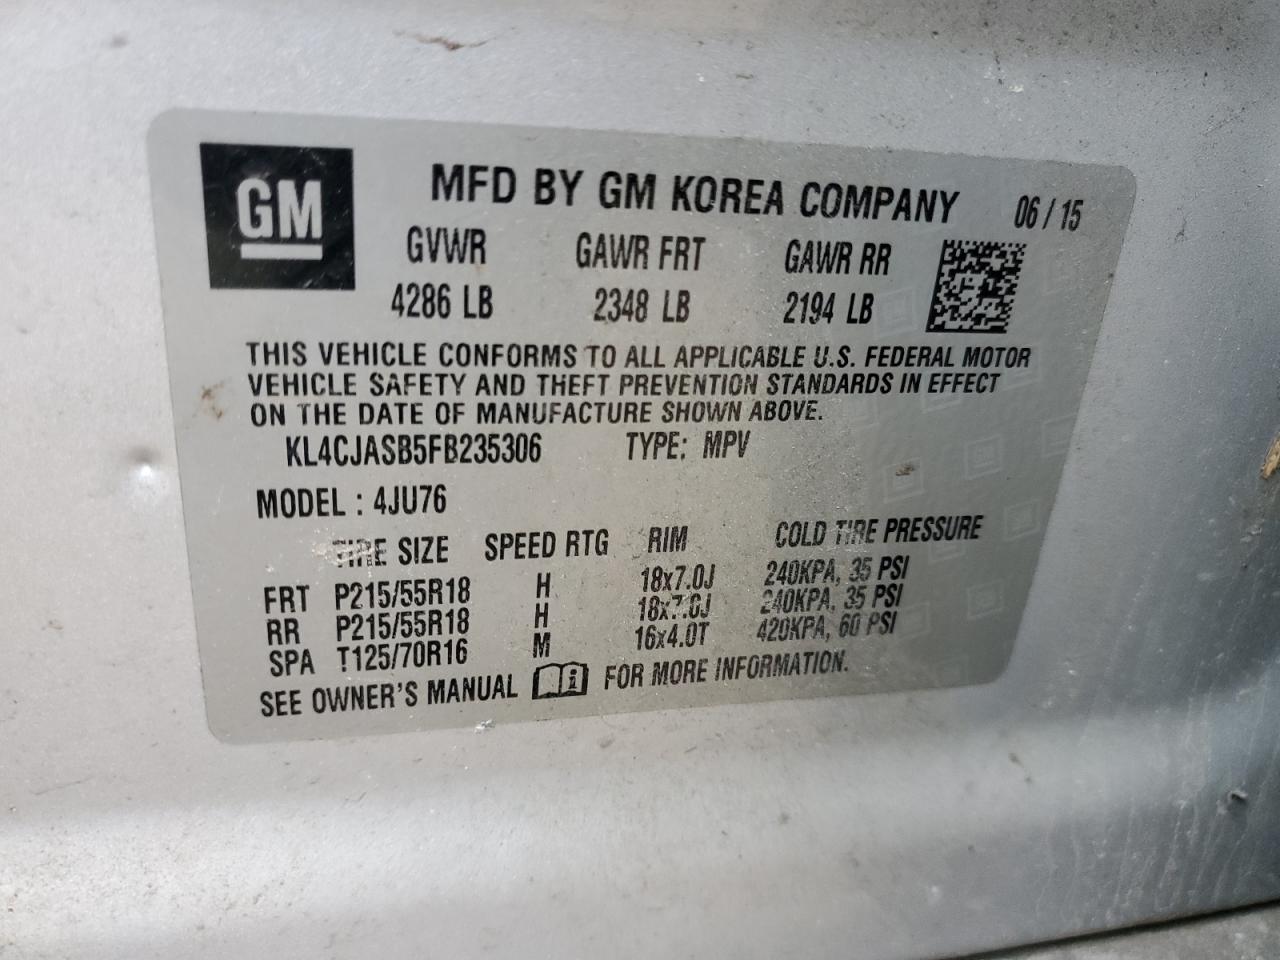 GM
MFD BY GM KOREA COMPANY 06 / 15
GVWR GAWR FRT GAWR RR
4286 LB 2348 LB 2194 LB
THIS VEHICLE CONFORMS TO ALL APPLICABLE U.S. FEDERAL MOTOR
VEHICLE SAFETY AND THEFT PREVENTION STANDARDS IN EFFECT
ON THE DATE OF MANUFACTURE SHOWN ABOVE.
KL4CJASB5FB235306 TYPE: MPV
MODEL : 4JU76
TIRE SIZE SPEED RTG RIM COLD TIRE PRESSURE
FRT P215/55R18 H 18x7.0J 240KPA, 35 PSI
RR P215/55R18 H 18x7.0J 240KPA, 35 PSI
SPA T125/70R16 M 16x4.0T 420KPA, 60 PSI
SEE OWNER'S MANUAL FOR MORE INFORMATION.